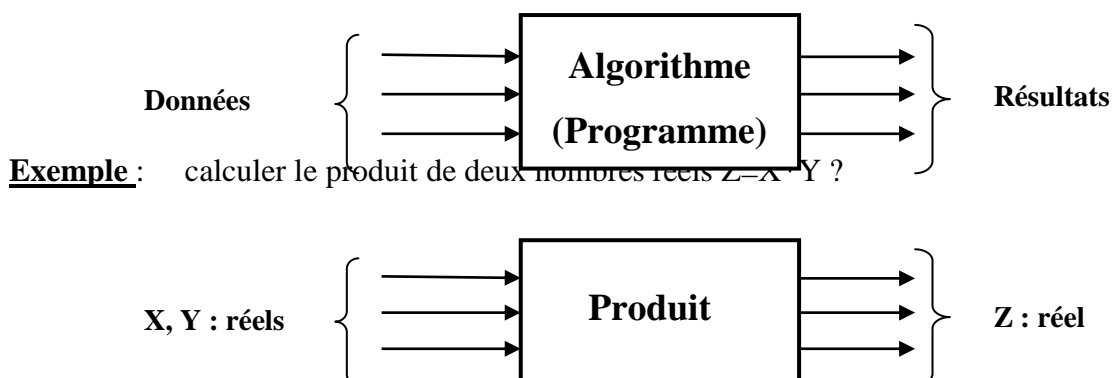 Algorithme
Données
Résultats
(Programme)
Exemple : calculer le produit de deux nombres réels Z=X*Y ?
X, Y : réels
Produit
Z : réel